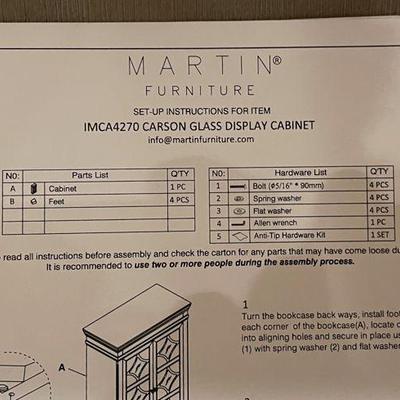 MARTIN®
FURNITURE
SET-UP INSTRUCTIONS FOR ITEM
IMCA4270 CARSON GLASS DISPLAY CABINET
info@martinfurniture.com
NO: Parts List Q'TY
A Cabinet 1 PC
B Feet 4 PCS
NO: Hardware List Q'TY
1 Bolt (ø5/16" * 90mm) 4 PCS
2 Spring washer 4 PCS
3 Flat washer 4 PCS
4 Allen wrench 1 PC
5 Anti-Tip Hardware Kit 1 SET
read all instructions before assembly and check the carton for any parts that may have come loose
It is recommended to use two or more people during the assembly process.
1
Turn the bookcase back ways, install
each corner of the bookcase(A), locate
into aligning holes and secure in place
(1) with spring washer (2) and flat washer
A